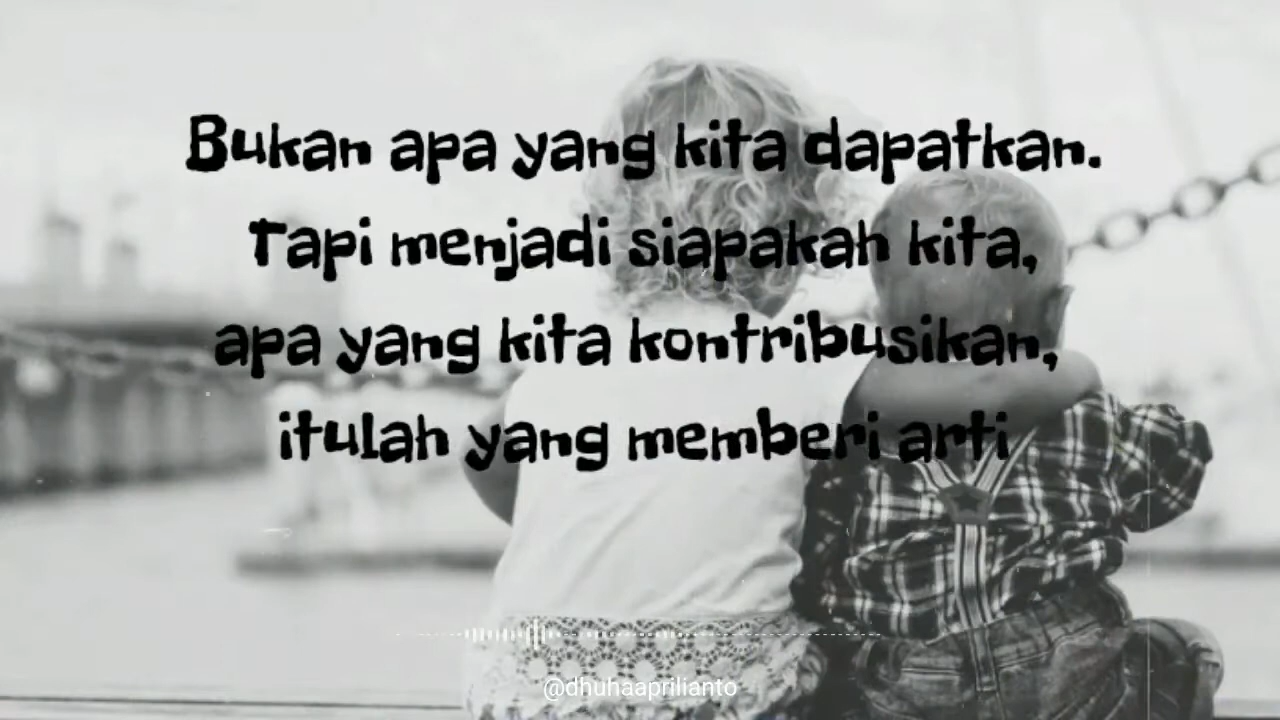 Bukan apa yang kita dapatkan.
Tapi menjadi siapakah kita,
apa yang kita kontribusikan,
itulah yang memberi arti
@dhuhaaprilianto